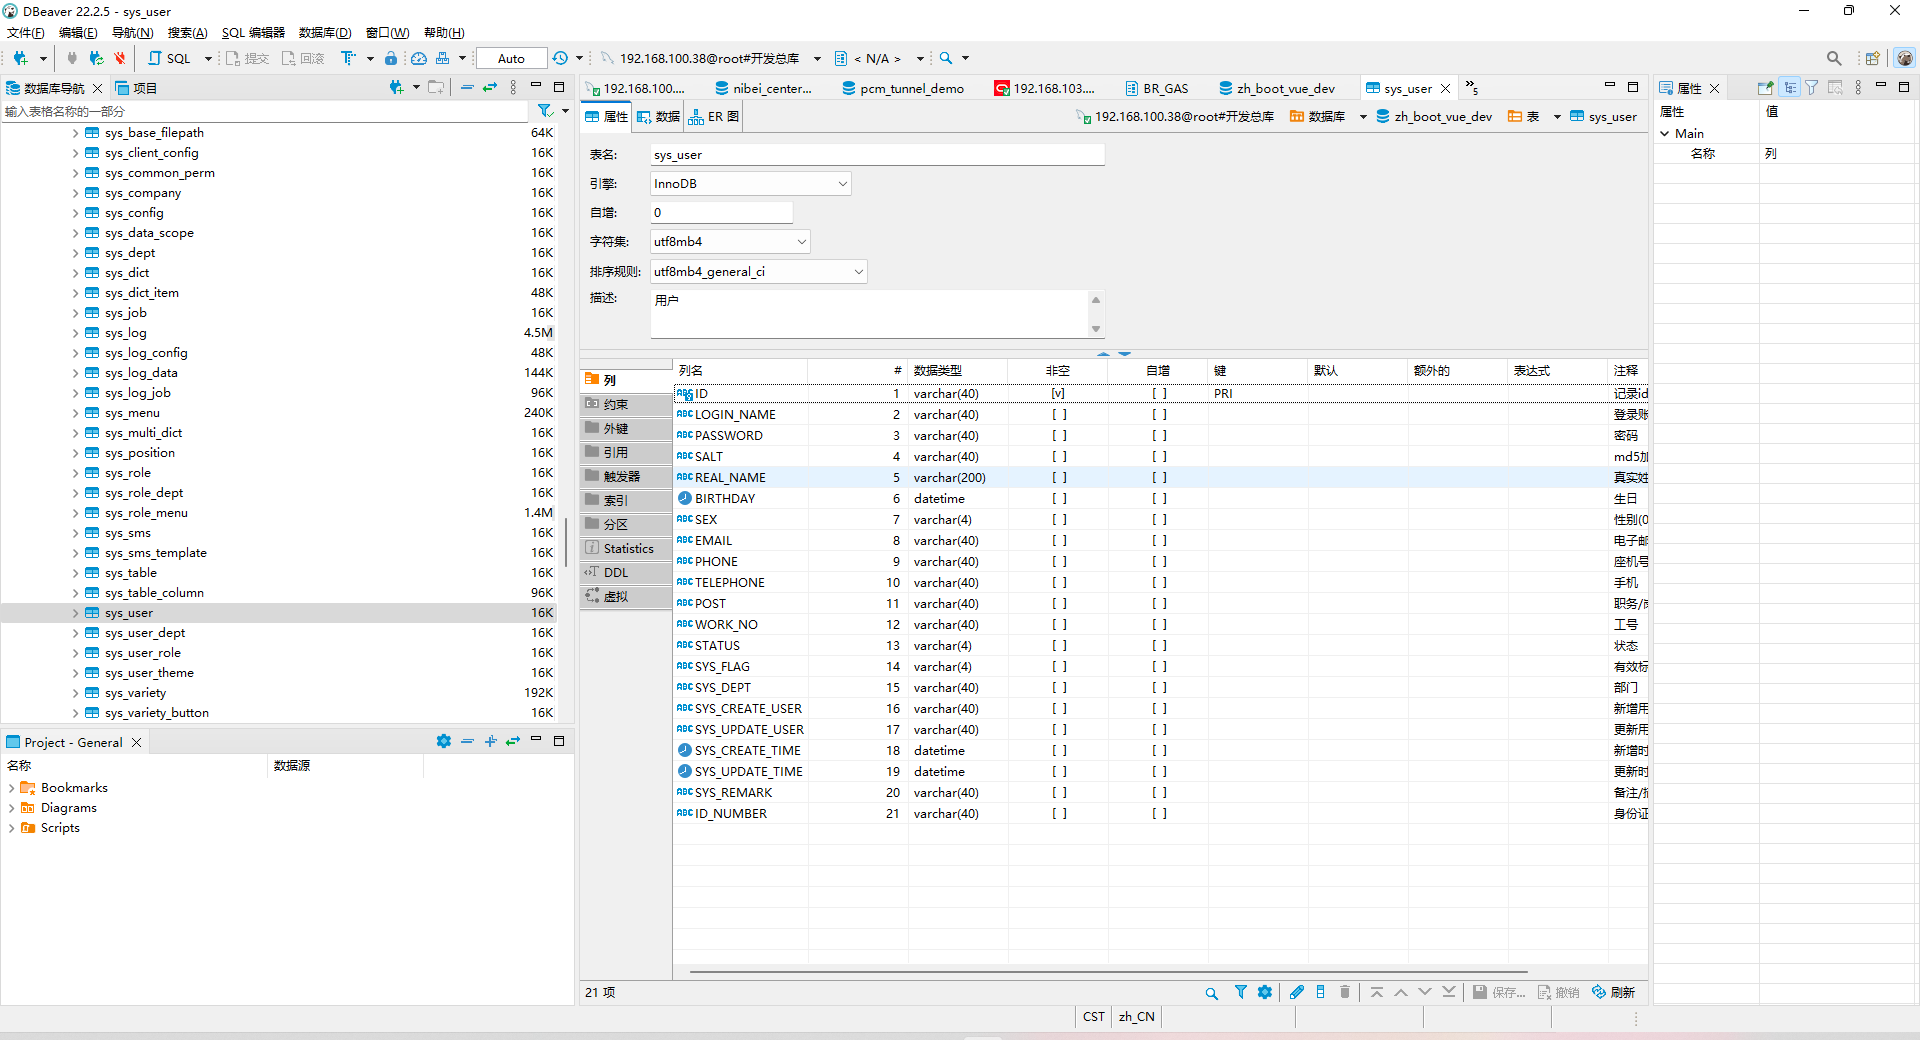 DBeaver 22.2.5 - sys_user
文件(F) 编辑(E) 导航(N) 搜索(A) SQL 编辑器 数据库(D) 窗口(W) 帮助(H)
SQL 提交 回滚 Auto 192.168.100.38@root#开发总库 < N/A >
数据库导航 项目
输入表格名称的一部分
sys_base_filepath 64K
sys_client_config 16K
sys_common_perm 16K
sys_company 16K
sys_config 16K
sys_data_scope 16K
sys_dept 16K
sys_dict 16K
sys_dict_item 48K
sys_job 16K
sys_log 4.5M
sys_log_config 48K
sys_log_data 144K
sys_log_job 96K
sys_menu 240K
sys_multi_dict 16K
sys_position 16K
sys_role 16K
sys_role_dept 16K
sys_role_menu 1.4M
sys_sms 16K
sys_sms_template 16K
sys_table 16K
sys_table_column 96K
sys_user 16K
sys_user_dept 16K
sys_user_role 16K
sys_user_theme 16K
sys_variety 192K
sys_variety_button 16K
Project - General
名称 数据源
Bookmarks
Diagrams
Scripts
192.168.100.... nibei_center... pcm_tunnel_demo 192.168.103.... BR_GAS zh_boot_vue_dev sys_user »5
属性 数据 ER 图 192.168.100.38@root#开发总库 数据库 zh_boot_vue_dev 表 sys_user
表名: sys_user
引擎: InnoDB
自增: 0
字符集: utf8mb4
排序规则: utf8mb4_general_ci
描述: 用户
列
约束
外键
引用
触发器
索引
分区
Statistics
DDL
虚拟
列名 # 数据类型 非空 自增 键 默认 额外的 表达式 注释
ID 1 varchar(40) [v] [ ] PRI 记录id
LOGIN_NAME 2 varchar(40) [ ] [ ] 登录账
PASSWORD 3 varchar(40) [ ] [ ] 密码
SALT 4 varchar(40) [ ] [ ] md5加
REAL_NAME 5 varchar(200) [ ] [ ] 真实姓
BIRTHDAY 6 datetime [ ] [ ] 生日
SEX 7 varchar(4) [ ] [ ] 性别(0
EMAIL 8 varchar(40) [ ] [ ] 电子邮
PHONE 9 varchar(40) [ ] [ ] 座机号
TELEPHONE 10 varchar(40) [ ] [ ] 手机
POST 11 varchar(40) [ ] [ ] 职务/
WORK_NO 12 varchar(40) [ ] [ ] 工号
STATUS 13 varchar(4) [ ] [ ] 状态
SYS_FLAG 14 varchar(4) [ ] [ ] 有效标
SYS_DEPT 15 varchar(40) [ ] [ ] 部门
SYS_CREATE_USER 16 varchar(40) [ ] [ ] 新增用
SYS_UPDATE_USER 17 varchar(40) [ ] [ ] 更新用
SYS_CREATE_TIME 18 datetime [ ] [ ] 新增时
SYS_UPDATE_TIME 19 datetime [ ] [ ] 更新时
SYS_REMARK 20 varchar(40) [ ] [ ] 备注/
ID_NUMBER 21 varchar(40) [ ] [ ] 身份证
21 项 保存... 撤销 刷新
属性
属性 值
Main
名称 列
CST zh_CN